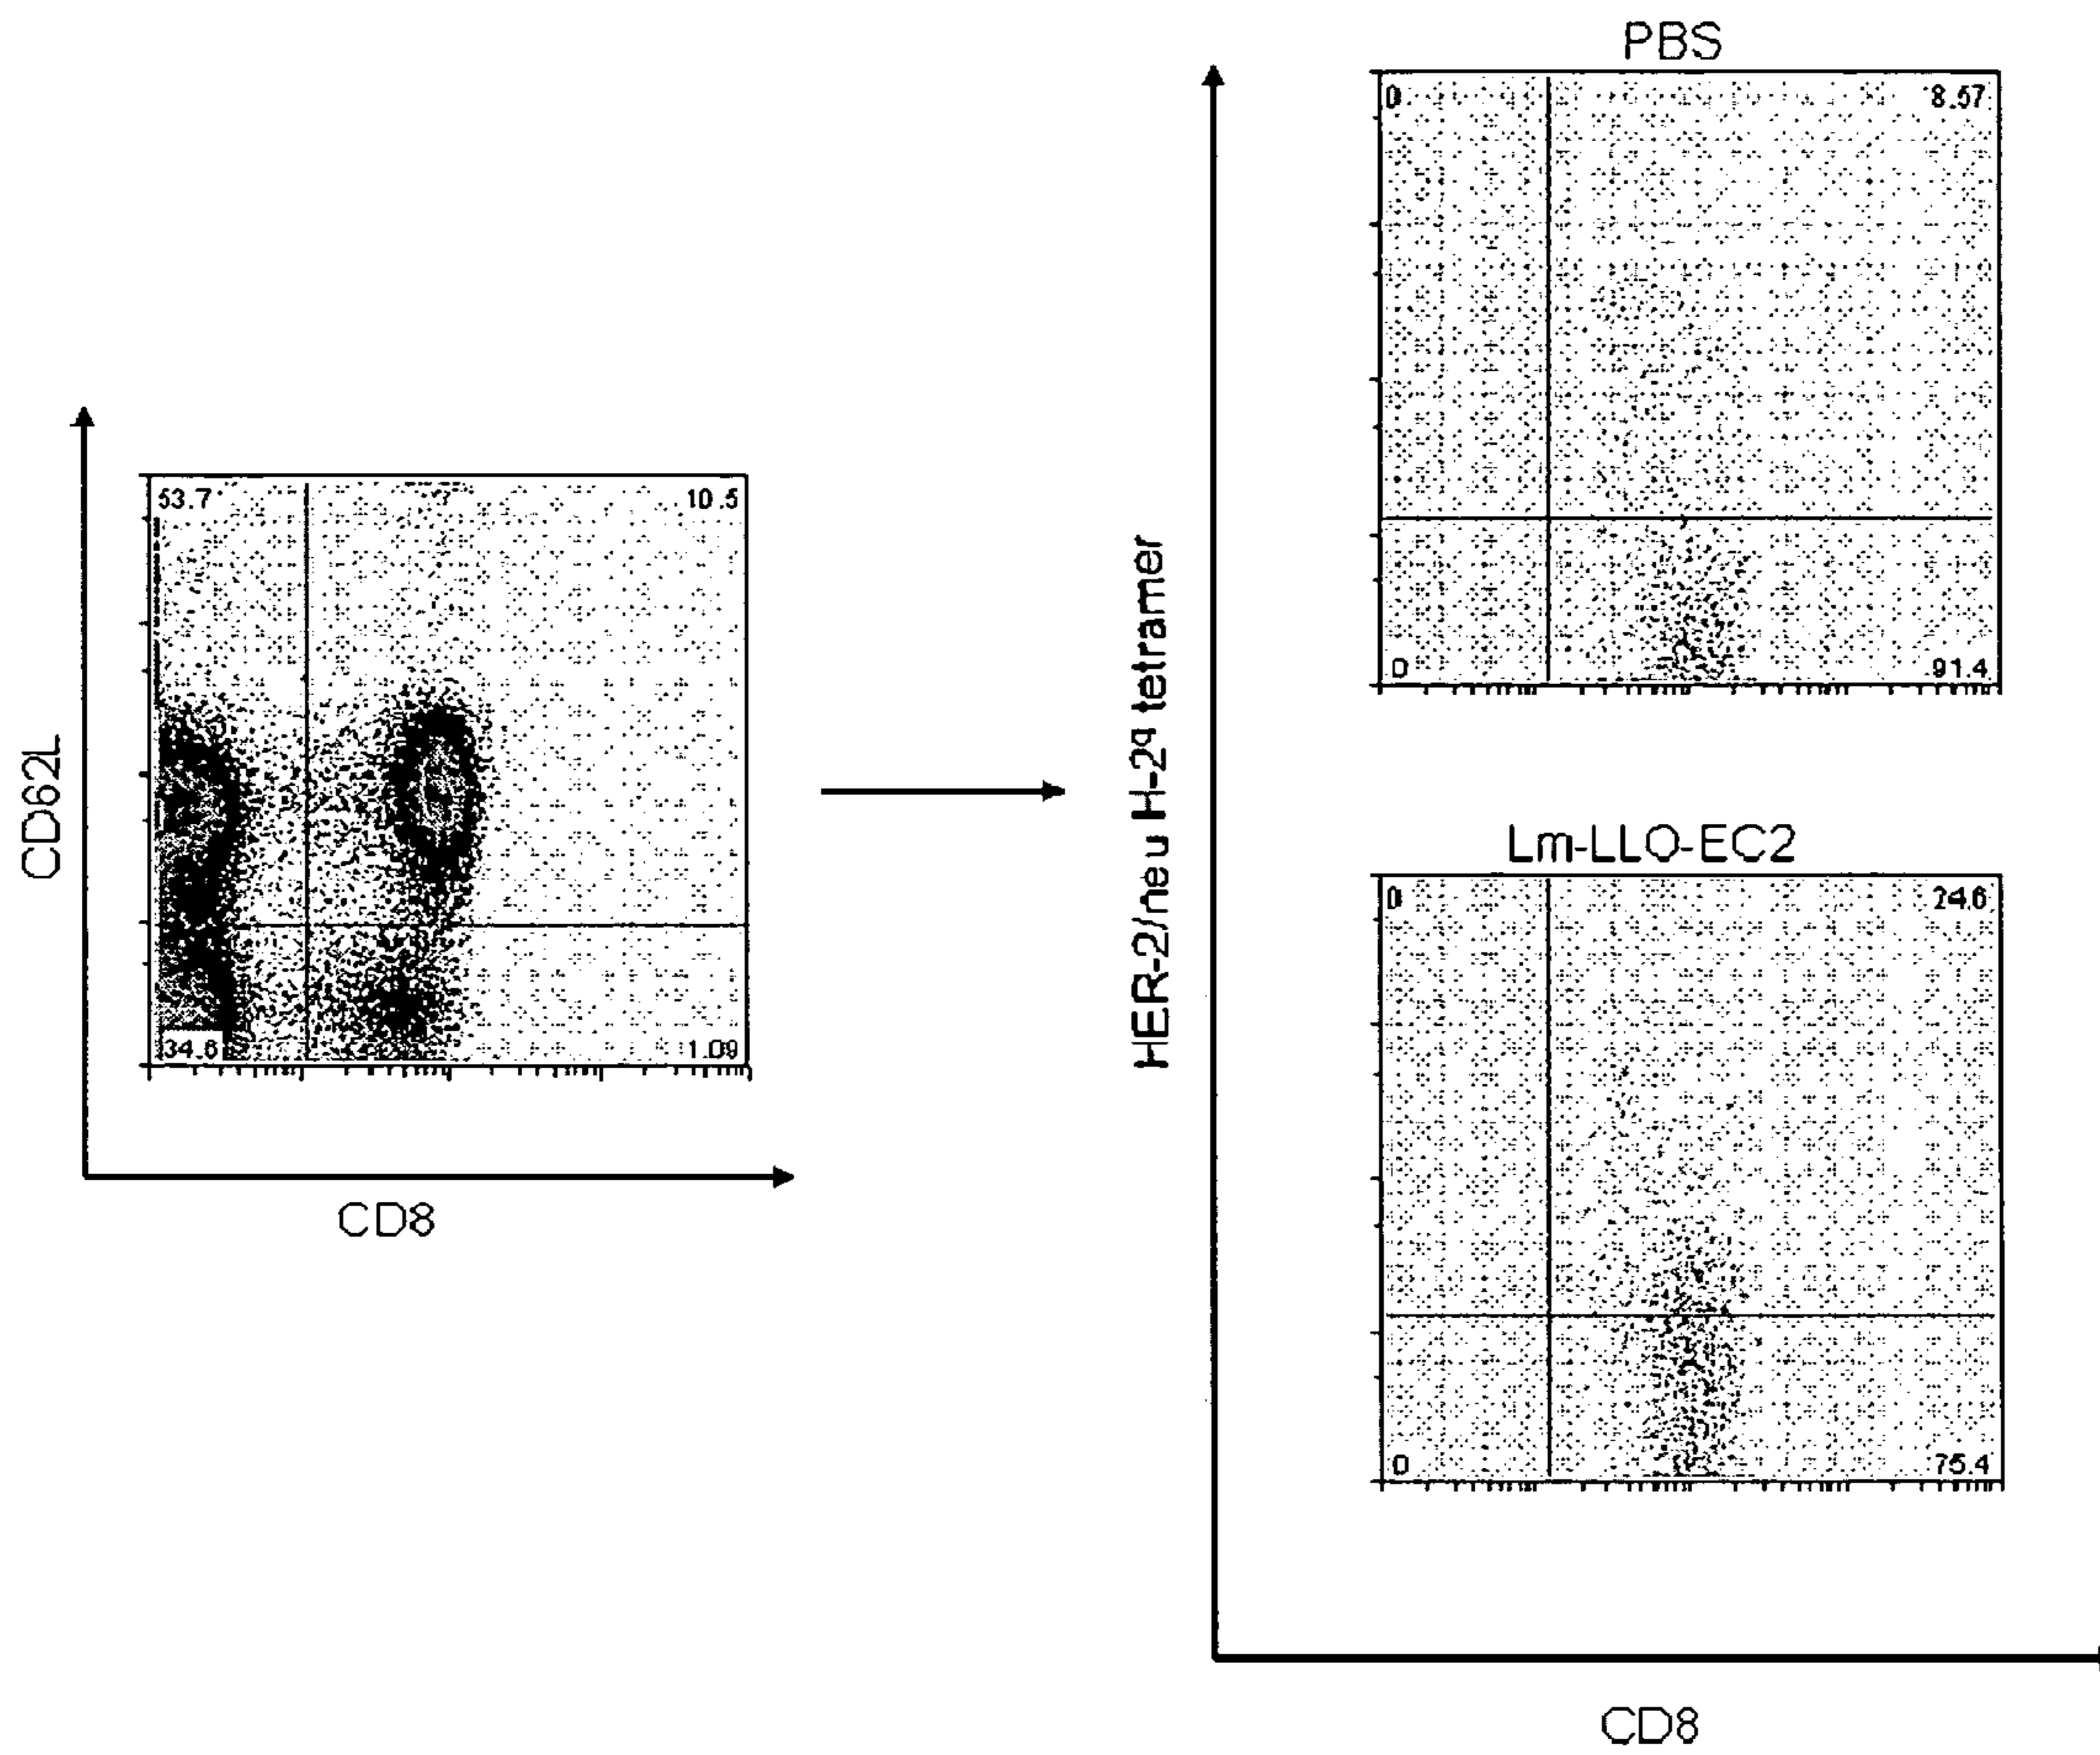 PBS
0 8.57
0 91.4
HER-2/neu H-2q tetramer
Lm-LLO-EC2
0 24.6
0 75.4
CD8
53.7 10.5
34.6 1.09
CD62L
CD8